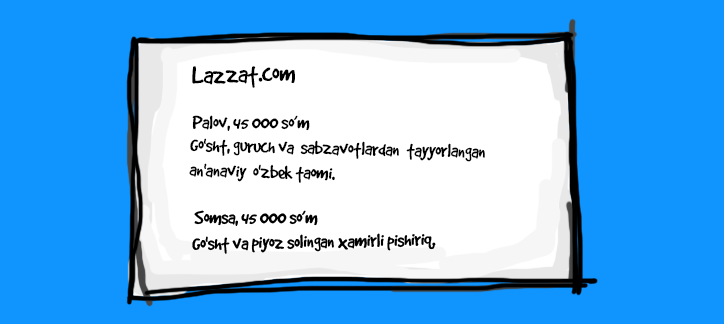 Lazzat.com
Palov, 45 000 so'm
Go'sht, guruch va sabzavotlardan tayyorlangan
an'anaviy o'zbek taomi.
Somsa, 45 000 so'm
Go'sht va piyoz solingan xamirli pishiriq.